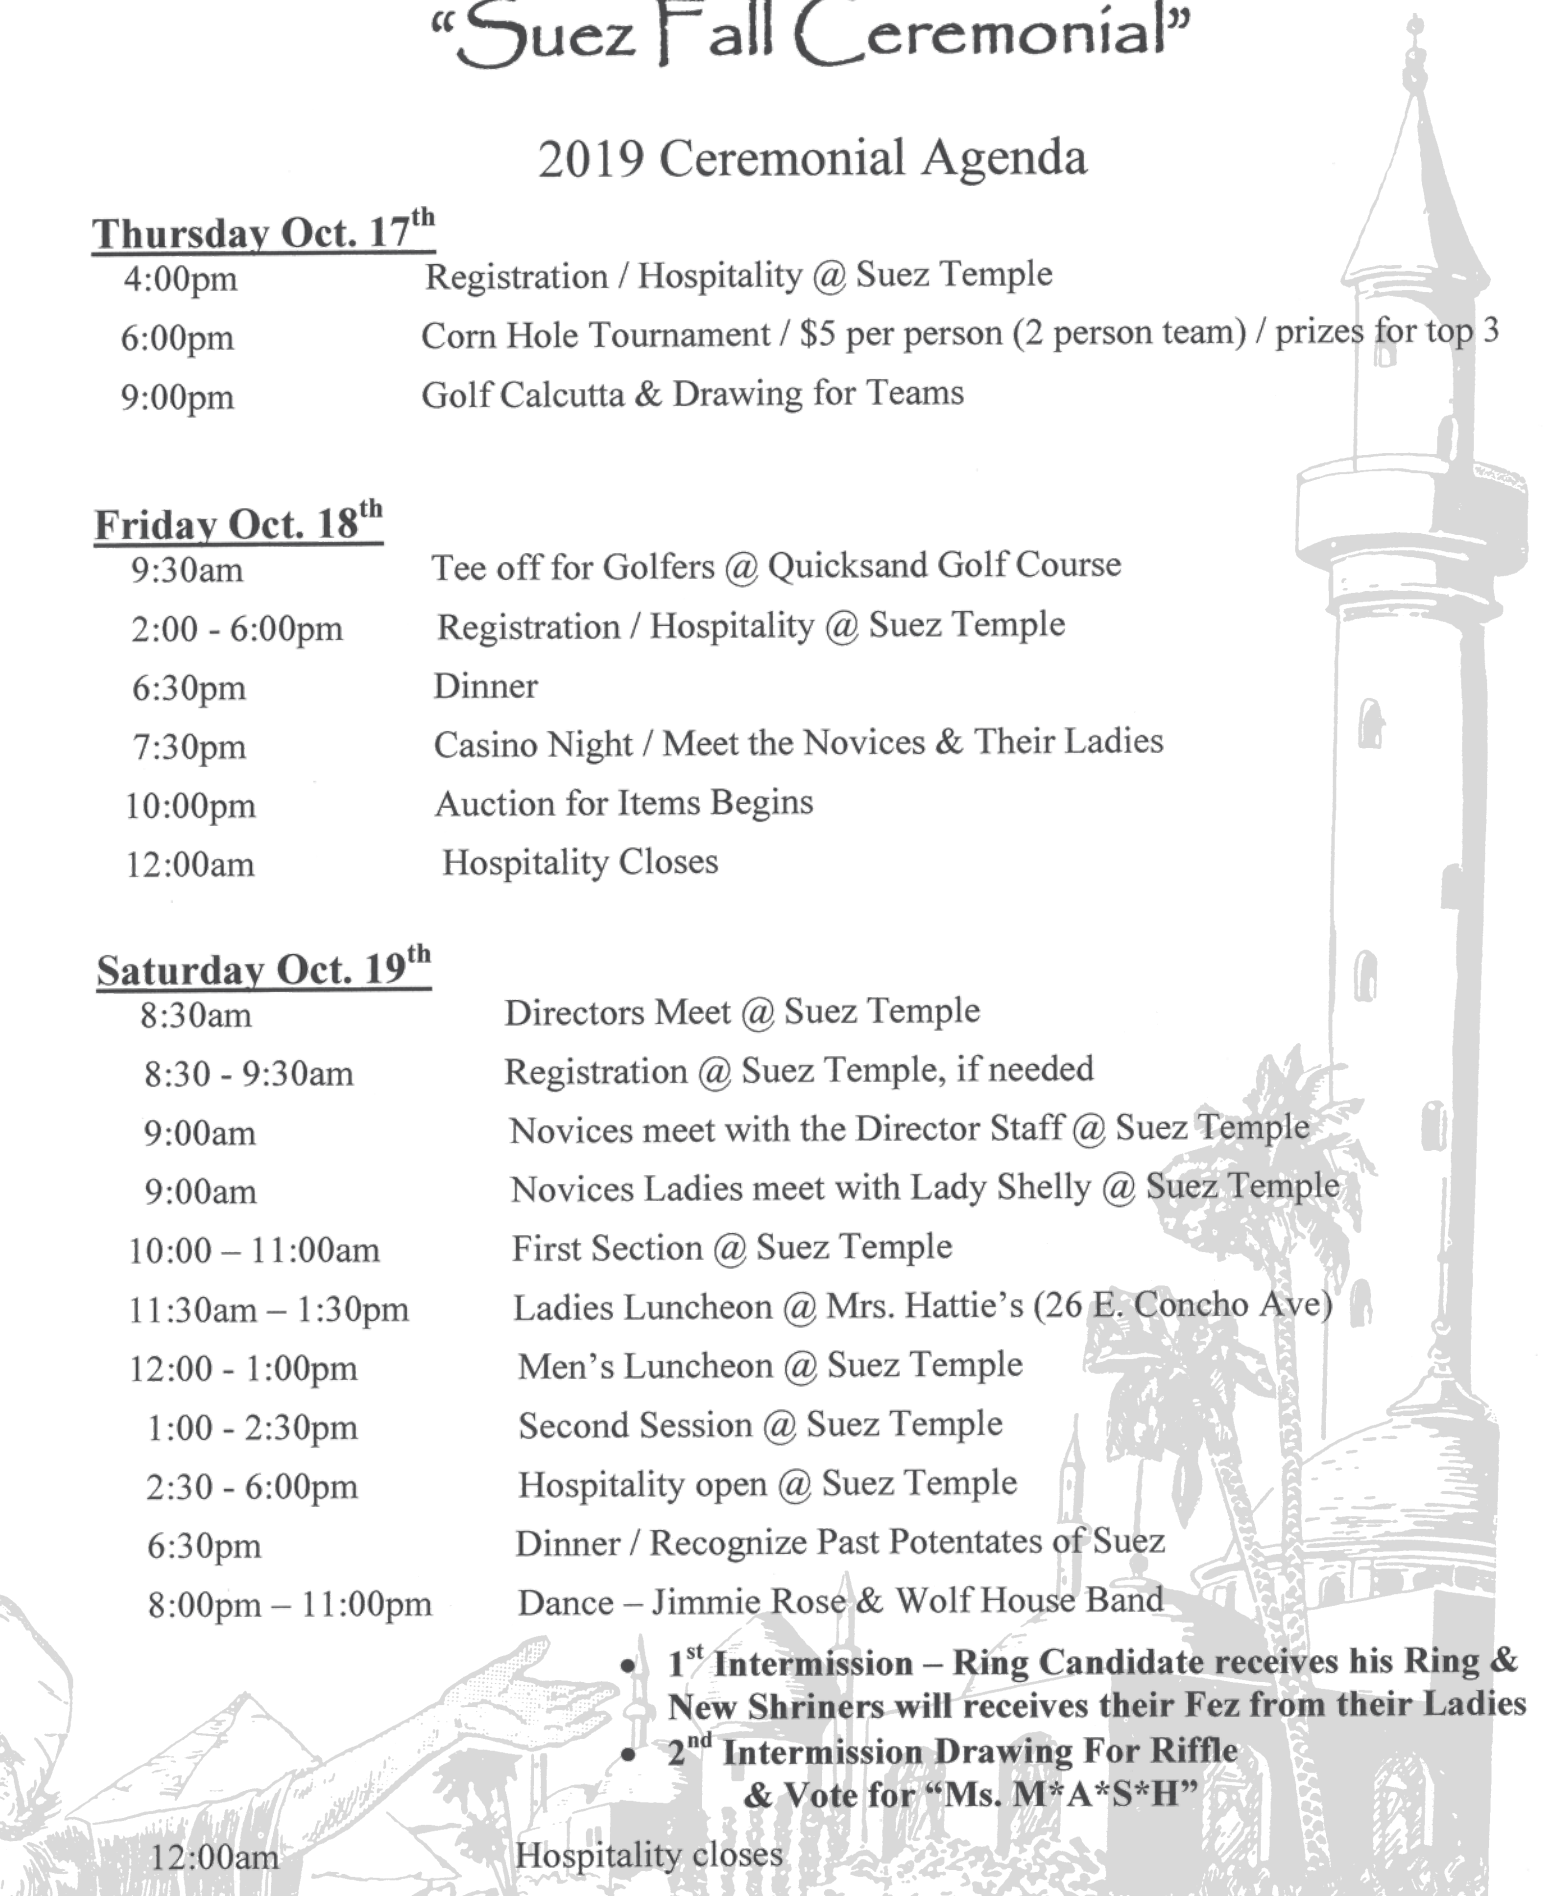 “Suez Fall Ceremonial”
2019 Ceremonial Agenda
Thursday Oct. 17th
4:00pm Registration / Hospitality @ Suez Temple
6:00pm Corn Hole Tournament / $5 per person (2 person team) / prizes for top 3
9:00pm Golf Calcutta & Drawing for Teams
Friday Oct. 18th
9:30am Tee off for Golfers @ Quicksand Golf Course
2:00 - 6:00pm Registration / Hospitality @ Suez Temple
6:30pm Dinner
7:30pm Casino Night / Meet the Novices & Their Ladies
10:00pm Auction for Items Begins
12:00am Hospitality Closes
Saturday Oct. 19th
8:30am Directors Meet @ Suez Temple
8:30 - 9:30am Registration @ Suez Temple, if needed
9:00am Novices meet with the Director Staff @ Suez Temple
9:00am Novices Ladies meet with Lady Shelly @ Suez Temple
10:00 – 11:00am First Section @ Suez Temple
11:30am – 1:30pm Ladies Luncheon @ Mrs. Hattie’s (26 E. Concho Ave)
12:00 - 1:00pm Men’s Luncheon @ Suez Temple
1:00 - 2:30pm Second Session @ Suez Temple
2:30 - 6:00pm Hospitality open @ Suez Temple
6:30pm Dinner / Recognize Past Potentates of Suez
8:00pm – 11:00pm Dance – Jimmie Rose & Wolf House Band
• 1st Intermission – Ring Candidate receives his Ring &
New Shriners will receives their Fez from their Ladies
• 2nd Intermission Drawing For Riffle
& Vote for “Ms. M*A*S*H”
12:00am Hospitality closes